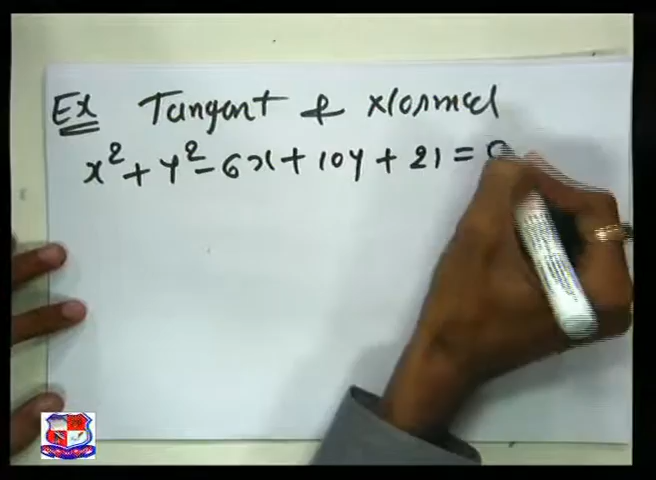 Ex Tangent & Normal
x² + y² - 6x + 10y + 21 = 0